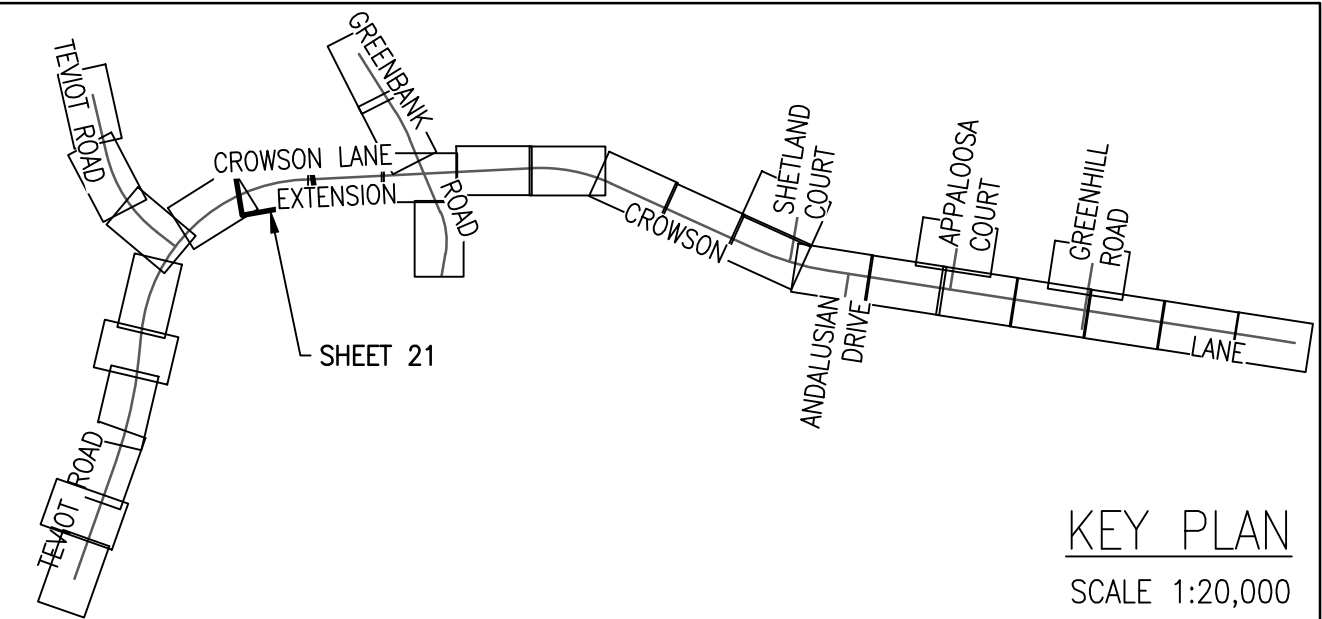 TEVIOT ROAD
GREENBANK
ROAD
CROWSON LANE
EXTENSION
SHEET 21
CROWSON
SHETLAND
COURT
ANDALUSIAN
DRIVE
APPALOOSA
COURT
GREENHILL
ROAD
LANE
TEVIOT ROAD
KEY PLAN
SCALE 1:20,000